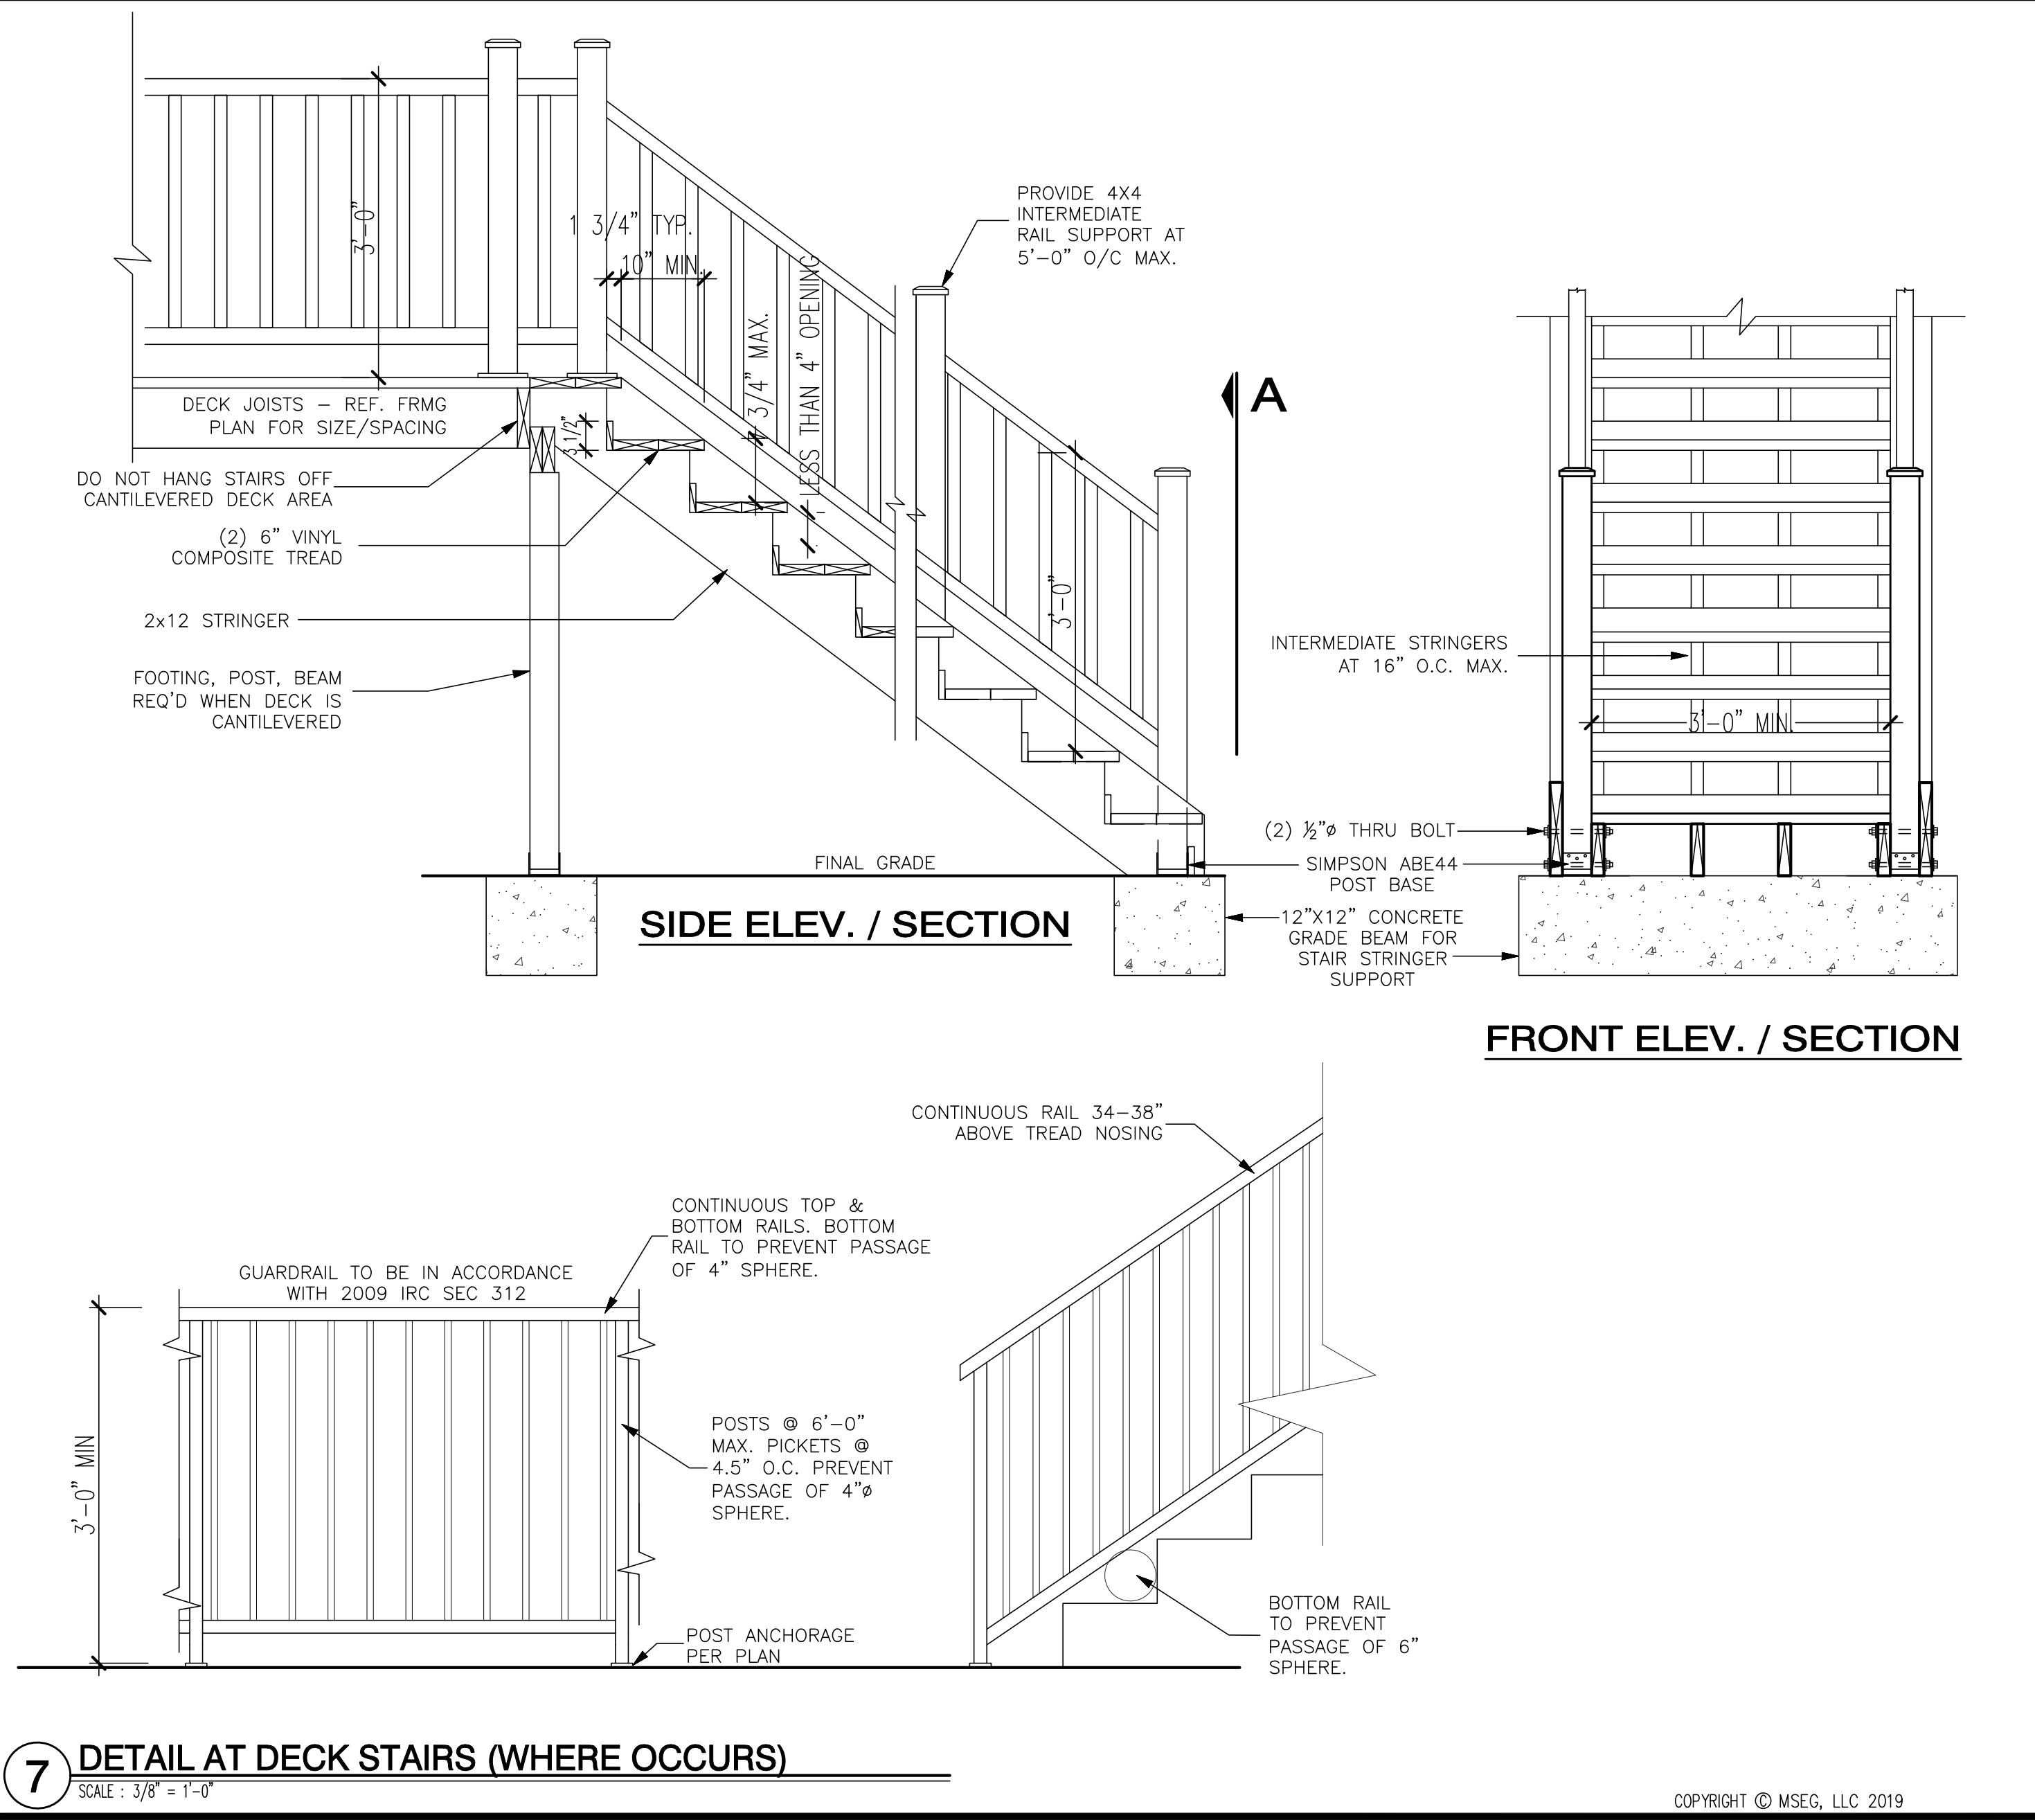 PROVIDE 4X4
INTERMEDIATE
RAIL SUPPORT AT
5'-0" O/C MAX.
3'-0"
1 3/4" TYP.
10" MIN.
3/4" MAX.
LESS THAN 4" OPENING
3 1/2"
A
DECK JOISTS – REF. FRMG
PLAN FOR SIZE/SPACING
DO NOT HANG STAIRS OFF
CANTILEVERED DECK AREA
(2) 6" VINYL
COMPOSITE TREAD
2x12 STRINGER
FOOTING, POST, BEAM
REQ'D WHEN DECK IS
CANTILEVERED
3'-0"
INTERMEDIATE STRINGERS
AT 16" O.C. MAX.
3'-0" MIN.
(2) ½"ø THRU BOLT
SIMPSON ABE44
POST BASE
12"X12" CONCRETE
GRADE BEAM FOR
STAIR STRINGER
SUPPORT
FINAL GRADE
SIDE ELEV. / SECTION
FRONT ELEV. / SECTION
CONTINUOUS RAIL 34-38"
ABOVE TREAD NOSING
CONTINUOUS TOP &
BOTTOM RAILS. BOTTOM
RAIL TO PREVENT PASSAGE
OF 4" SPHERE.
GUARDRAIL TO BE IN ACCORDANCE
WITH 2009 IRC SEC 312
3'-0" MIN
POSTS @ 6'-0"
MAX. PICKETS @
4.5" O.C. PREVENT
PASSAGE OF 4"ø
SPHERE.
POST ANCHORAGE
PER PLAN
BOTTOM RAIL
TO PREVENT
PASSAGE OF 6"
SPHERE.
7 DETAIL AT DECK STAIRS (WHERE OCCURS)
SCALE : 3/8" = 1'-0"
COPYRIGHT © MSEG, LLC 2019